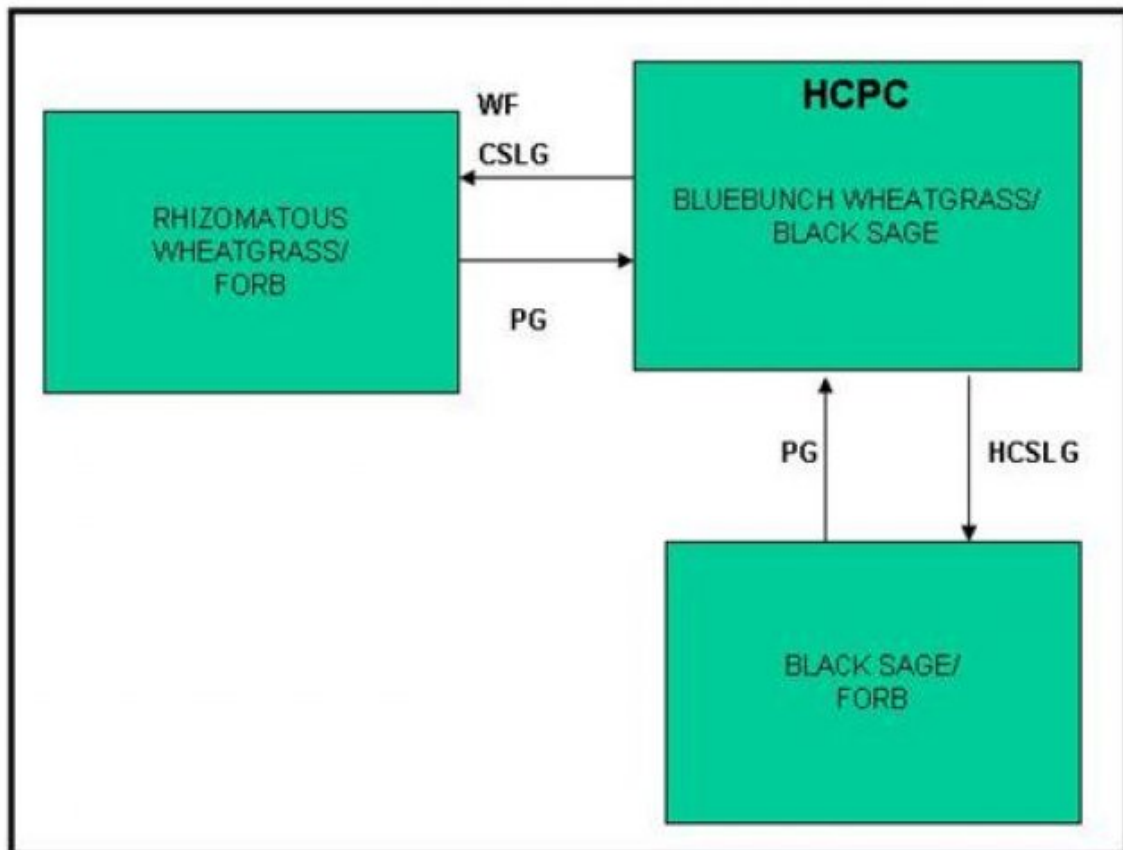 WF
CSLG
RHIZOMATOUS
WHEATGRASS/
FORB
PG
HCPC
BLUEBUNCH WHEATGRASS/
BLACK SAGE
PG
HCSLG
BLACK SAGE/
FORB